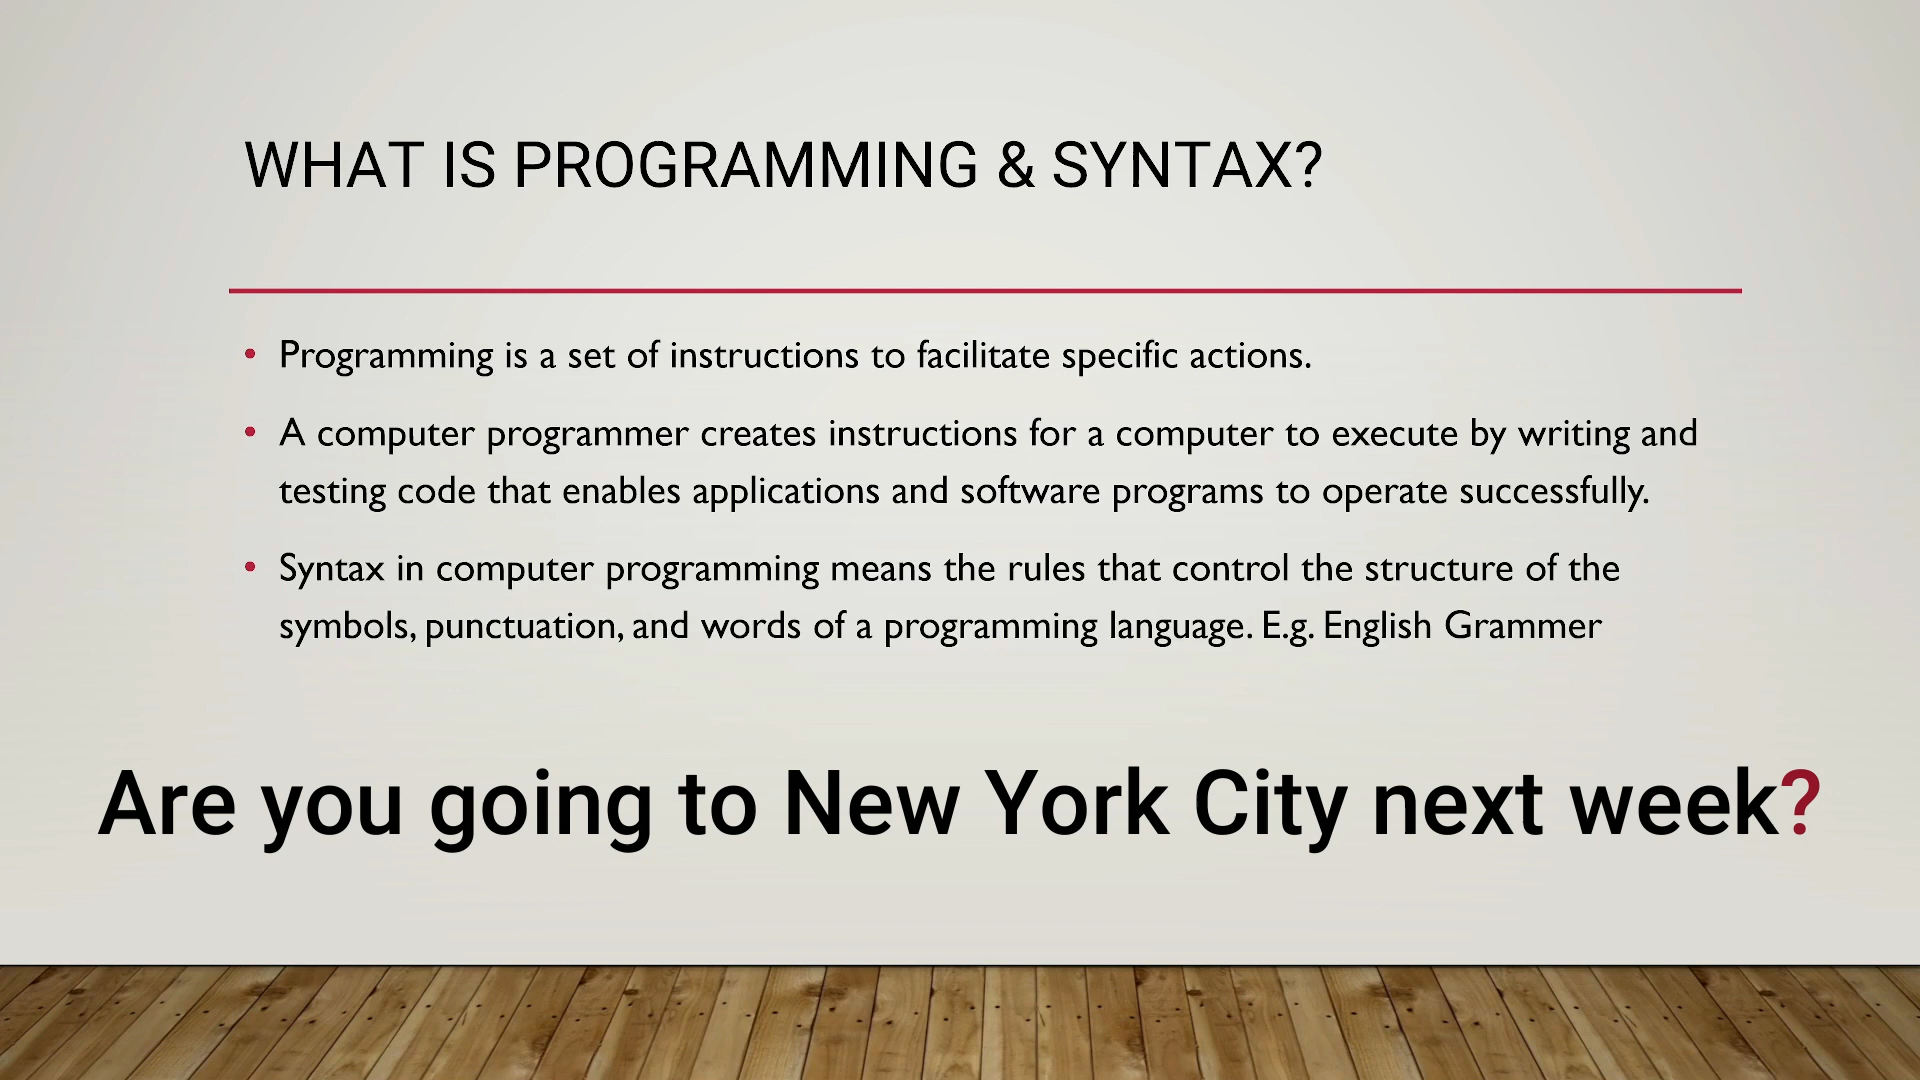 WHAT IS PROGRAMMING & SYNTAX?
• Programming is a set of instructions to facilitate specific actions.
• A computer programmer creates instructions for a computer to execute by writing and
testing code that enables applications and software programs to operate successfully.
• Syntax in computer programming means the rules that control the structure of the
symbols, punctuation, and words of a programming language. E.g. English Grammer
Are you going to New York City next week?